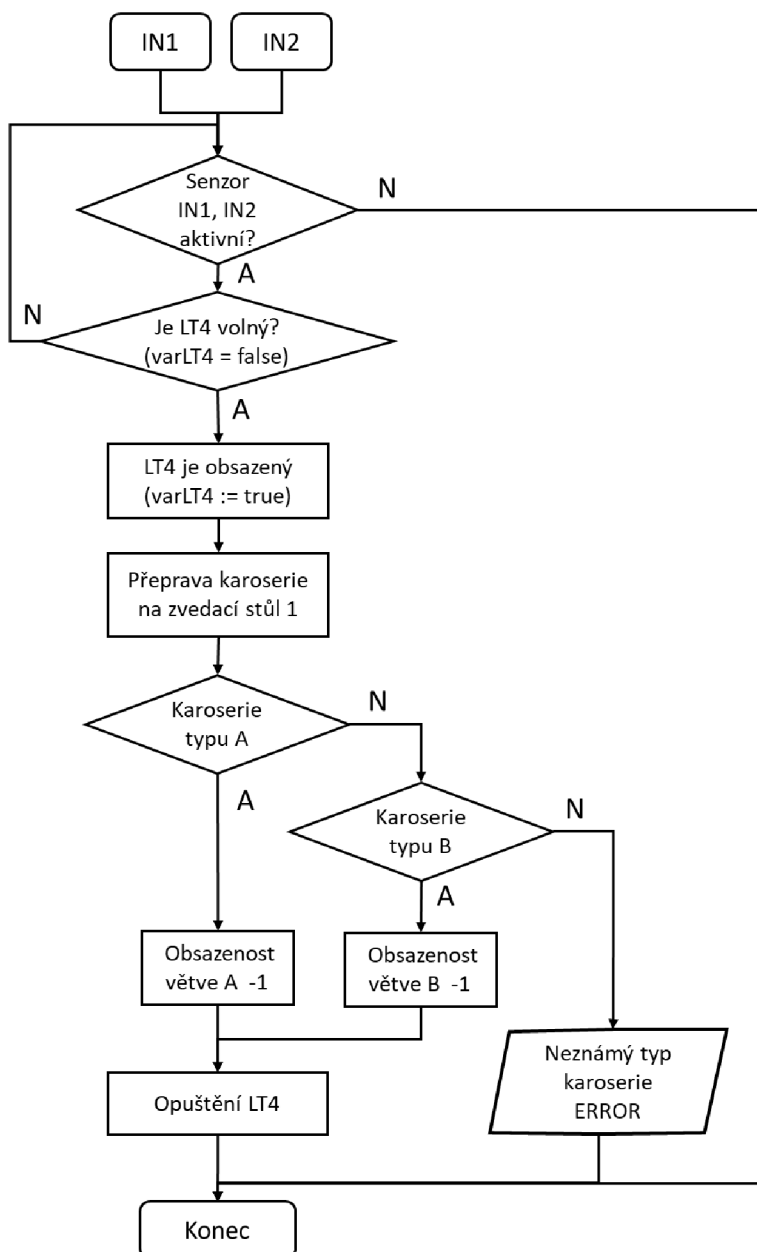 IN1
IN2
Senzor
IN1, IN2
aktivní?
N
A
N
Je LT4 volný?
(varLT4 = false)
A
LT4 je obsazený
(varLT4 := true)
Přeprava karoserie
na zvedací stůl 1
Karoserie
typu A
N
A
Karoserie
typu B
N
A
Obsazenost
větve A -1
Obsazenost
větve B -1
Neznámý typ
karoserie
ERROR
Opuštění LT4
Konec